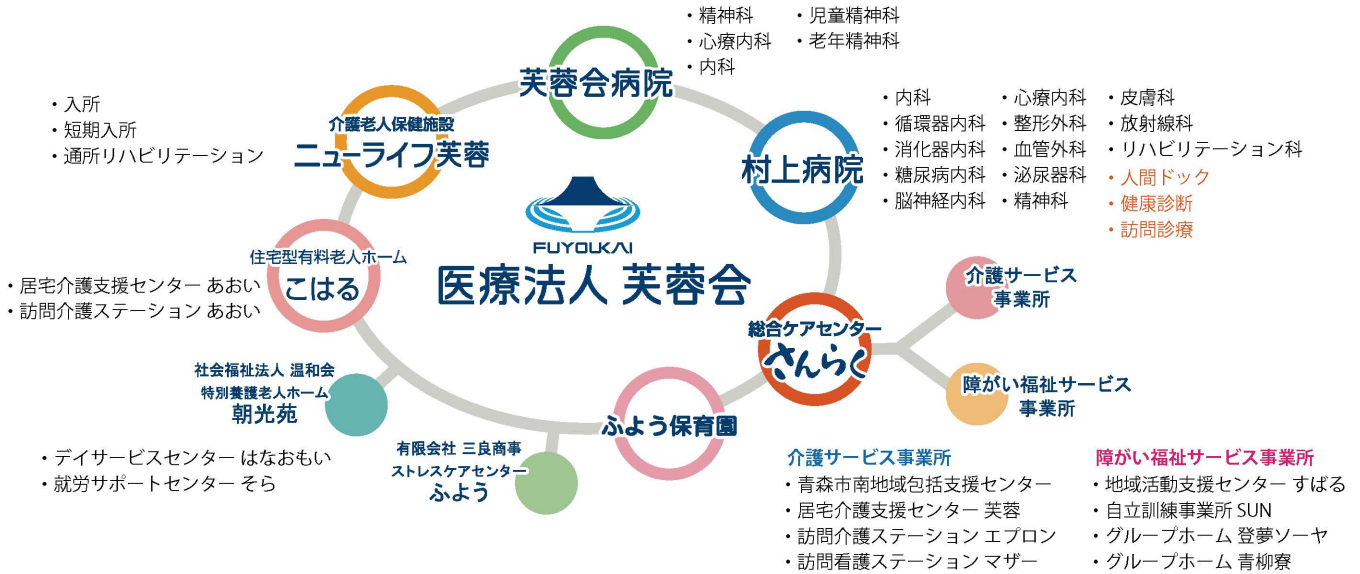 ・精神科
・心療内科
・内科
・児童精神科
・老年精神科
芙蓉会病院
・入所
・短期入所
・通所リハビリテーション
介護老人保健施設
ニューライフ芙蓉
村上病院
・内科
・循環器内科
・消化器内科
・糖尿病内科
・脳神経内科
・心療内科
・整形外科
・血管外科
・泌尿器科
・精神科
・皮膚科
・放射線科
・リハビリテーション科
・人間ドック
・健康診断
・訪問診療
FUYOUKAI
医療法人 芙蓉会
住宅型有料老人ホーム
こはる
・居宅介護支援センター あおい
・訪問介護ステーション あおい
総合ケアセンター
さんらく
介護サービス
事業所
障がい福祉サービス
事業所
社会福祉法人 温和会
特別養護老人ホーム
朝光苑
・デイサービスセンター はなおもい
・就労サポートセンター そら
有限会社 三良商事
ストレスケアセンター
ふよう
ふよう保育園
介護サービス事業所
・青森市南地域包括支援センター
・居宅介護支援センター 芙蓉
・訪問介護ステーション エプロン
・訪問看護ステーション マザー
障がい福祉サービス事業所
・地域活動支援センター すばる
・自立訓練事業所 SUN
・グループホーム 登夢ソーヤ
・グループホーム 青柳寮